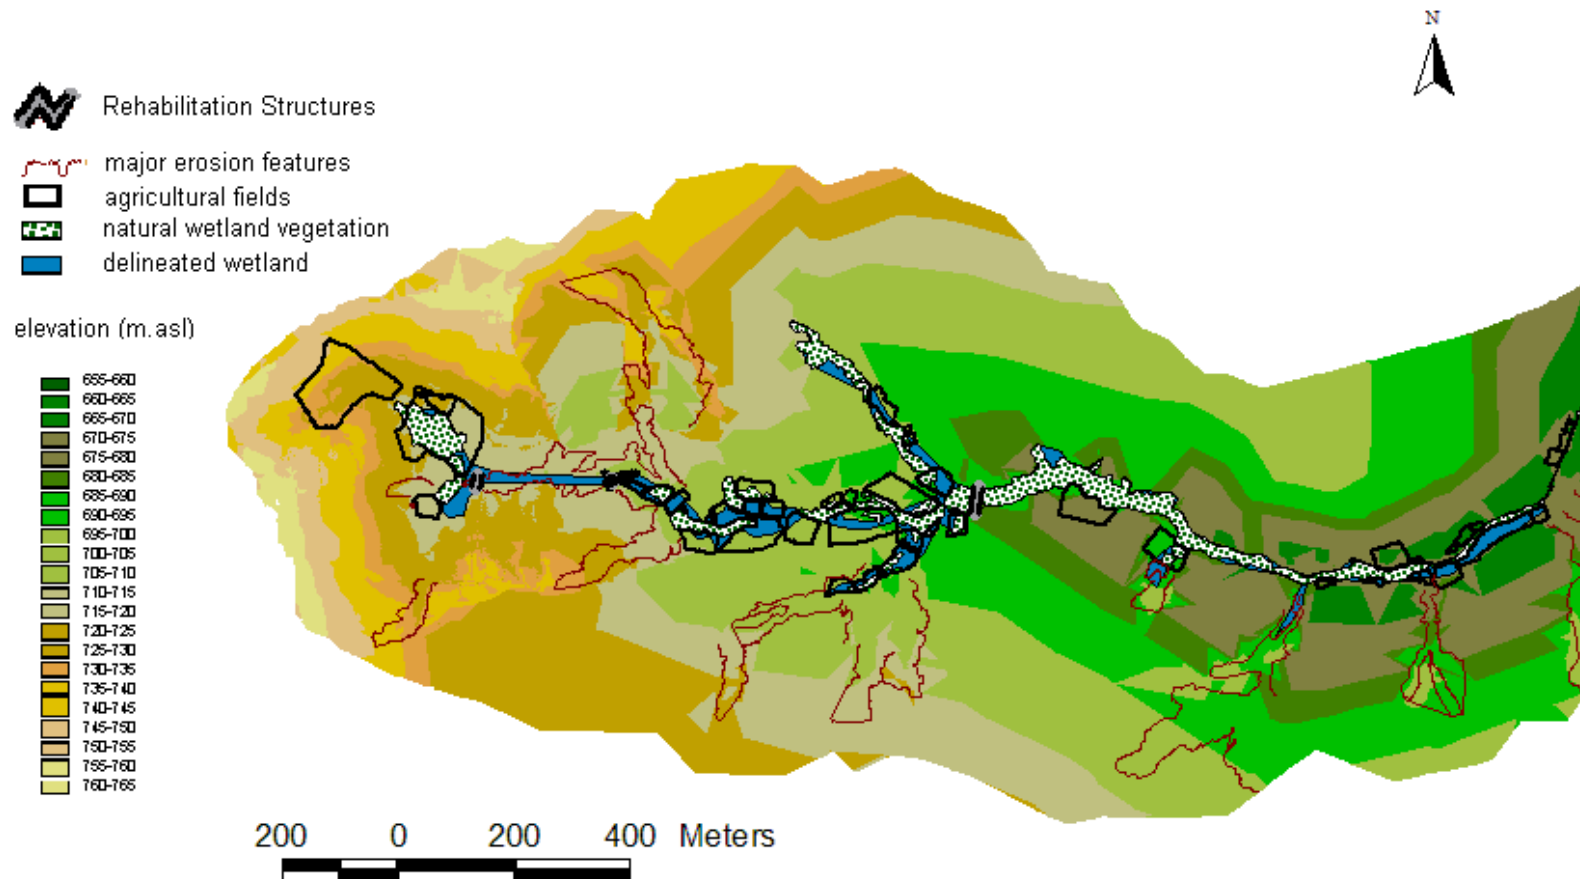 N
Rehabilitation Structures
major erosion features
agricultural fields
natural wetland vegetation
delineated wetland
elevation (m.asl)
655-660
660-665
665-670
670-675
675-680
680-685
685-690
690-695
695-700
700-705
705-710
710-715
715-720
720-725
725-730
730-735
735-740
740-745
745-750
750-755
755-760
760-765
200 0 200 400 Meters